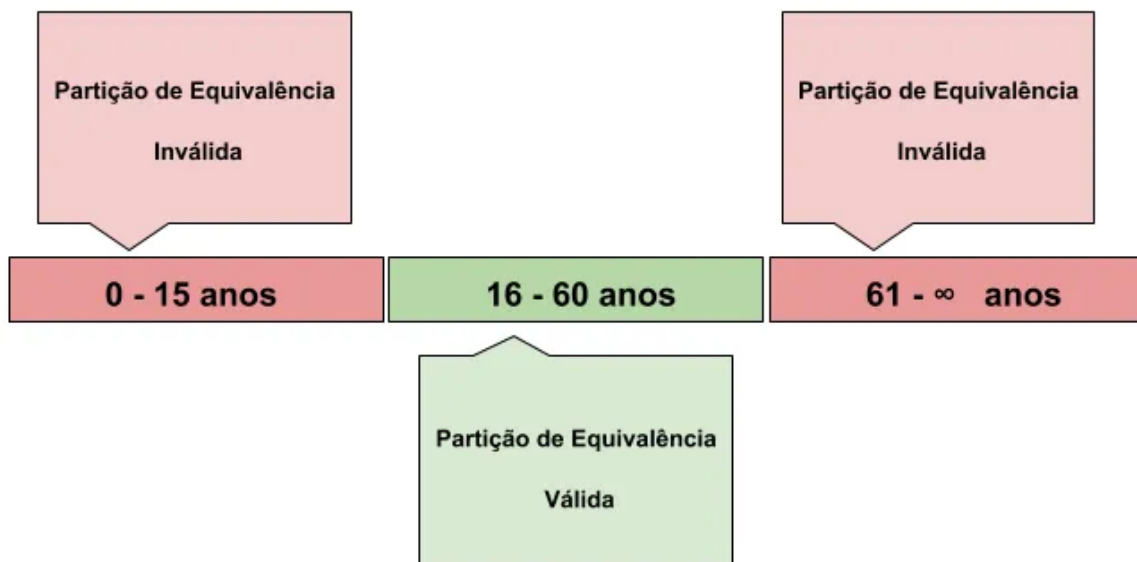 Partição de Equivalência
Inválida
Partição de Equivalência
Inválida
0 - 15 anos
16 - 60 anos
61 - ∞ anos
Partição de Equivalência
Válida